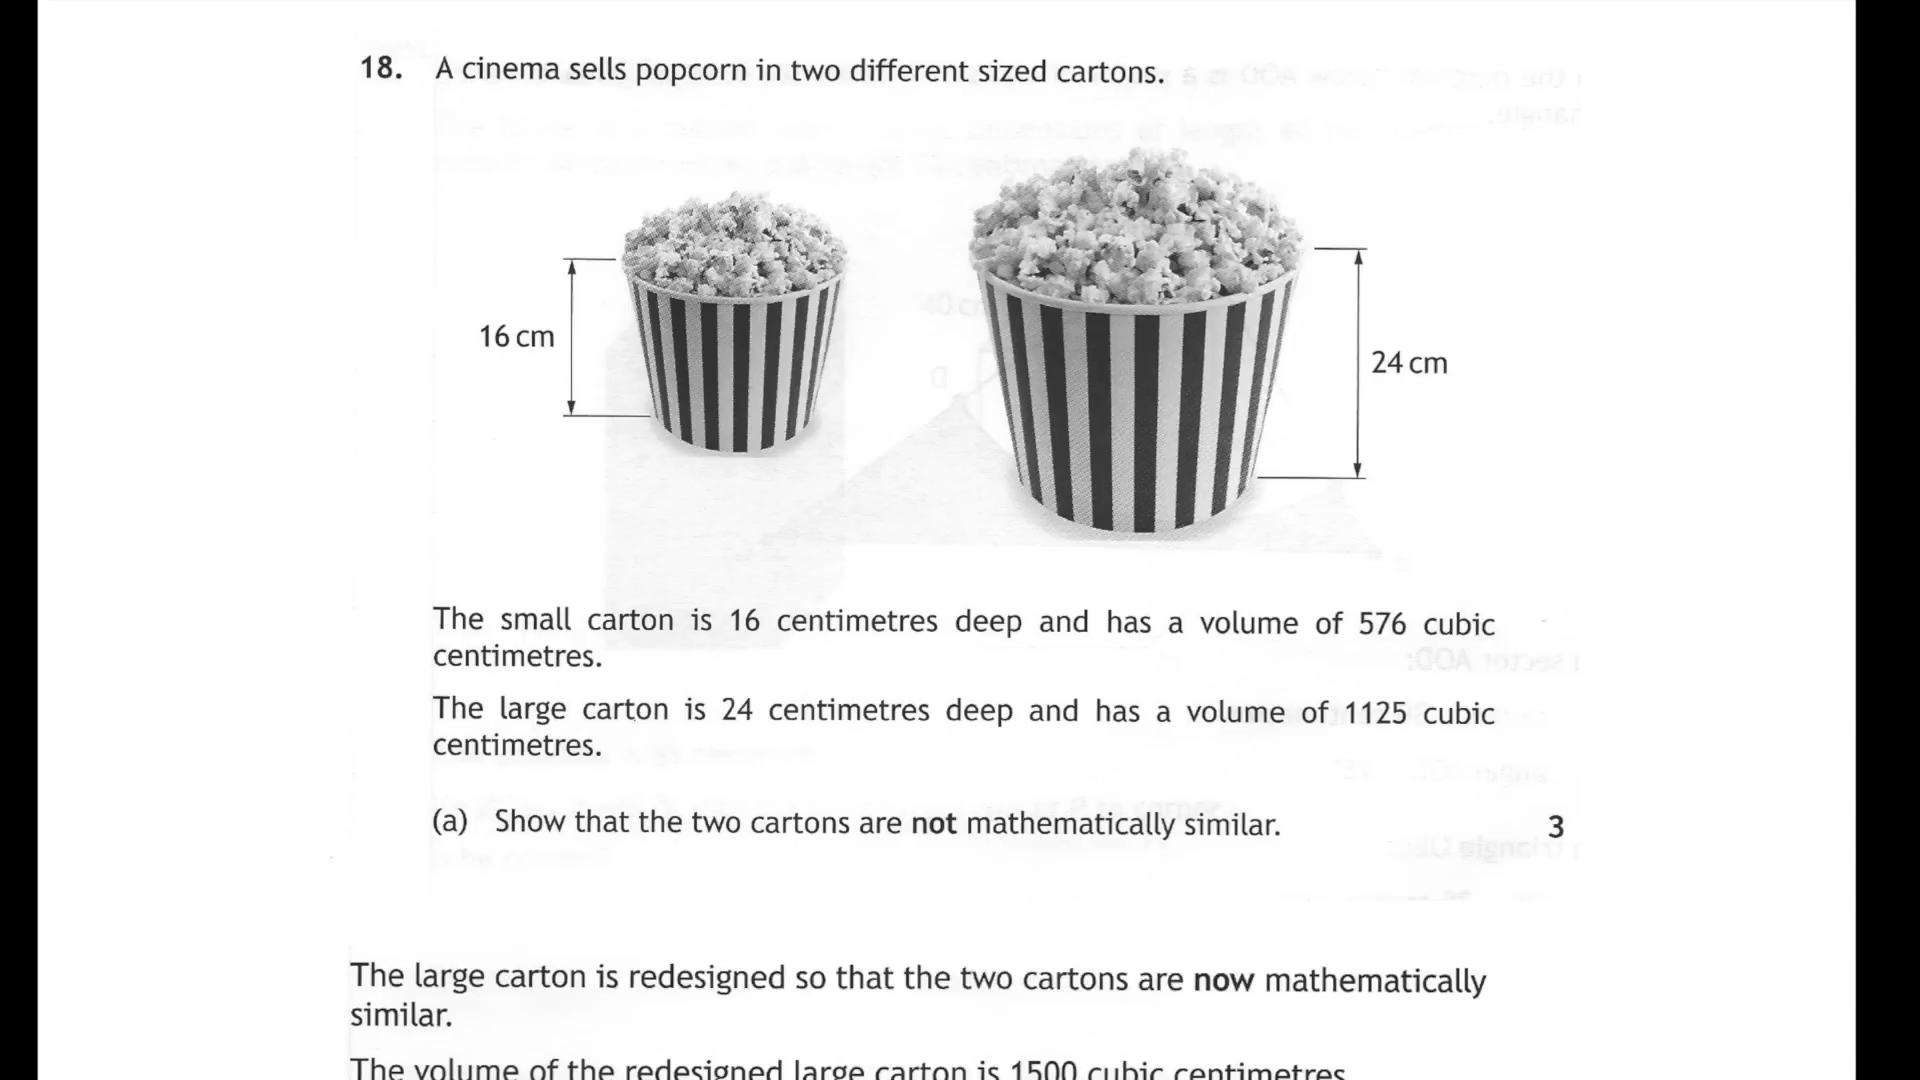 18. A cinema sells popcorn in two different sized cartons.
16 cm
24 cm
The small carton is 16 centimetres deep and has a volume of 576 cubic
centimetres.
The large carton is 24 centimetres deep and has a volume of 1125 cubic
centimetres.
(a) Show that the two cartons are not mathematically similar. 3
The large carton is redesigned so that the two cartons are now mathematically
similar.
The volume of the redesigned large carton is 1500 cubic centimetres